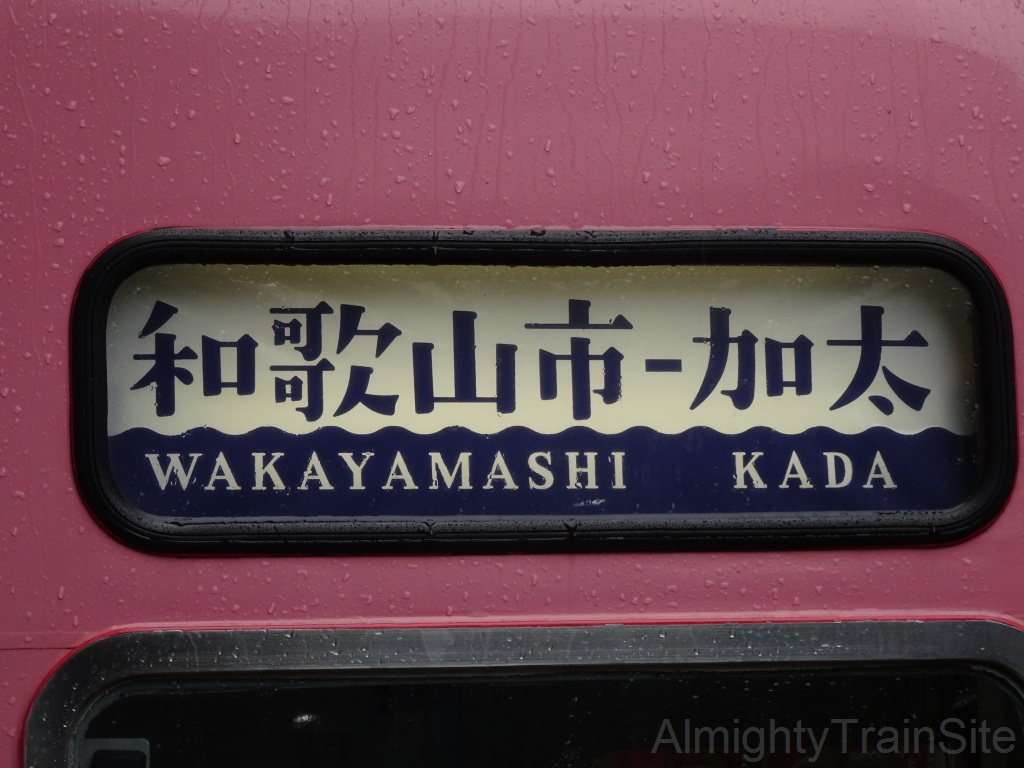 和歌山市-加太
WAKAYAMASHI KADA
AlmightyTrainSite